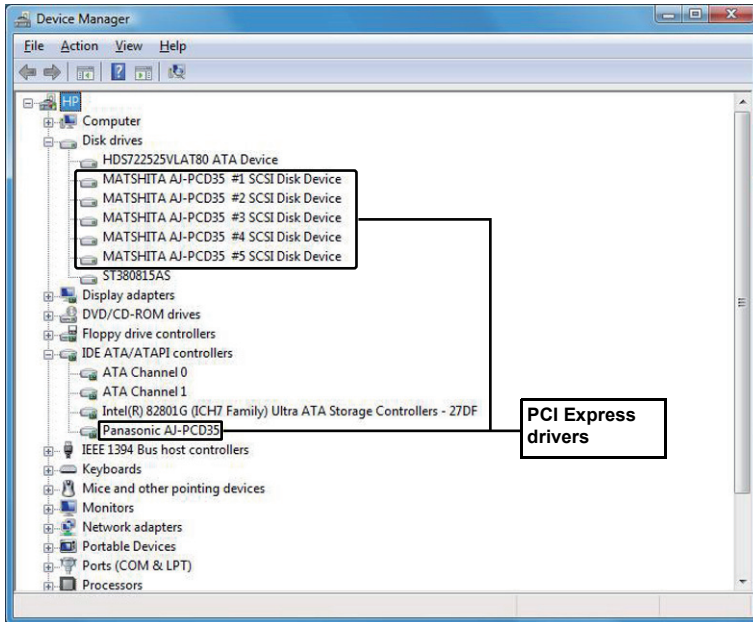 Device Manager
File Action View Help
HP
Computer
Disk drives
HDS722525VLAT80 ATA Device
MATSHITA AJ-PCD35 #1 SCSI Disk Device
MATSHITA AJ-PCD35 #2 SCSI Disk Device
MATSHITA AJ-PCD35 #3 SCSI Disk Device
MATSHITA AJ-PCD35 #4 SCSI Disk Device
MATSHITA AJ-PCD35 #5 SCSI Disk Device
ST380815AS
Display adapters
DVD/CD-ROM drives
Floppy drive controllers
IDE ATA/ATAPI controllers
ATA Channel 0
ATA Channel 1
Intel(R) 82801G (ICH7 Family) Ultra ATA Storage Controllers - 27DF
Panasonic AJ-PCD35
PCI Express
drivers
IEEE 1394 Bus host controllers
Keyboards
Mice and other pointing devices
Monitors
Network adapters
Portable Devices
Ports (COM & LPT)
Processors